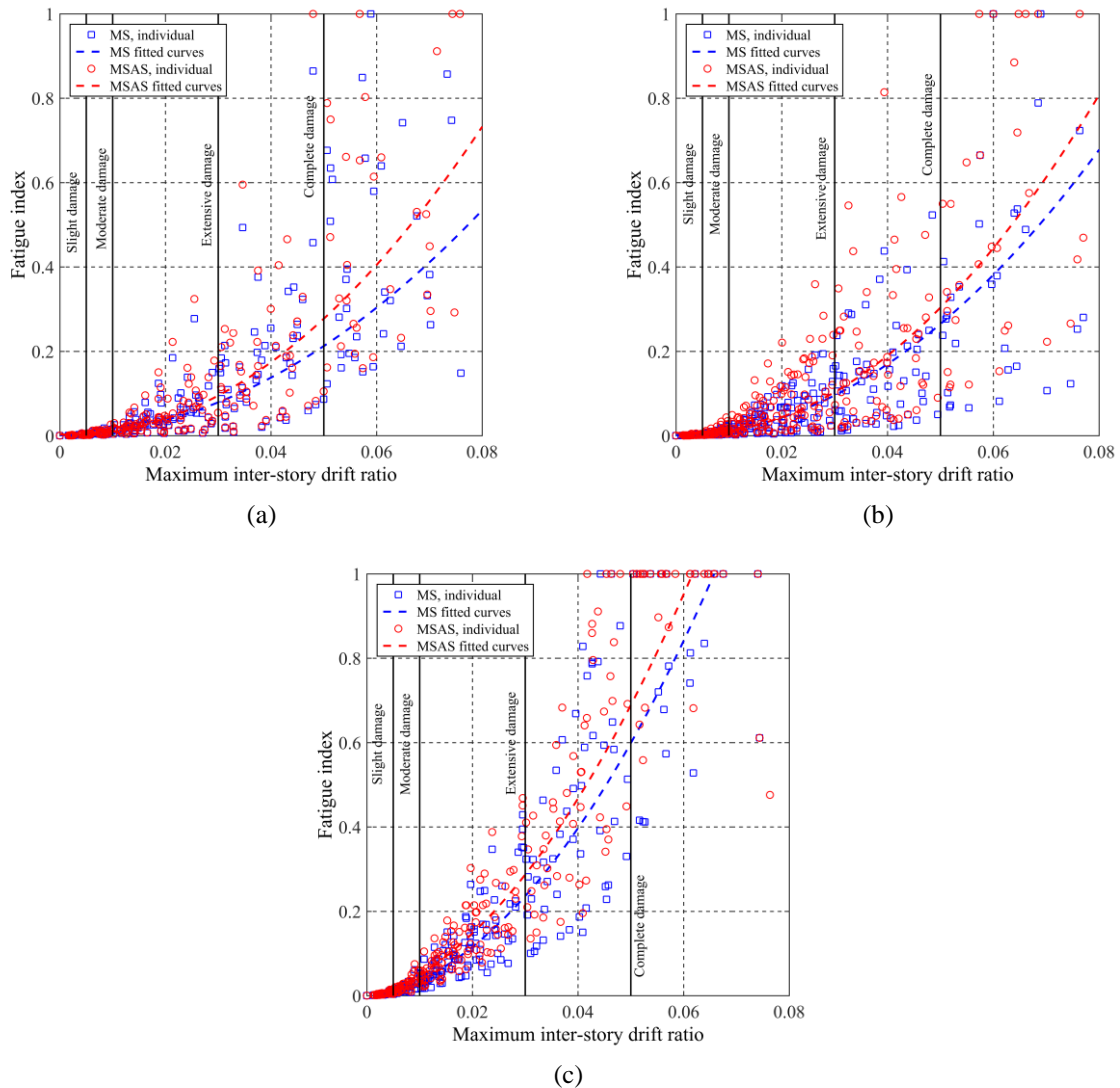 1
MS, individual
MS fitted curves
MSAS, individual
MSAS fitted curves
0.8
0.6
0.4
0.2
0
Fatigue index
Slight damage
Moderate damage
Extensive damage
Complete damage
0 0.02 0.04 0.06 0.08
Maximum inter-story drift ratio
(a)
1
MS, individual
MS fitted curves
MSAS, individual
MSAS fitted curves
0.8
0.6
0.4
0.2
0
Fatigue index
Slight damage
Moderate damage
Extensive damage
Complete damage
0 0.02 0.04 0.06 0.08
Maximum inter-story drift ratio
(b)
1
MS, individual
MS fitted curves
MSAS, individual
MSAS fitted curves
0.8
0.6
0.4
0.2
0
Fatigue index
Slight damage
Moderate damage
Extensive damage
Complete damage
0 0.02 0.04 0.06 0.08
Maximum inter-story drift ratio
(c)